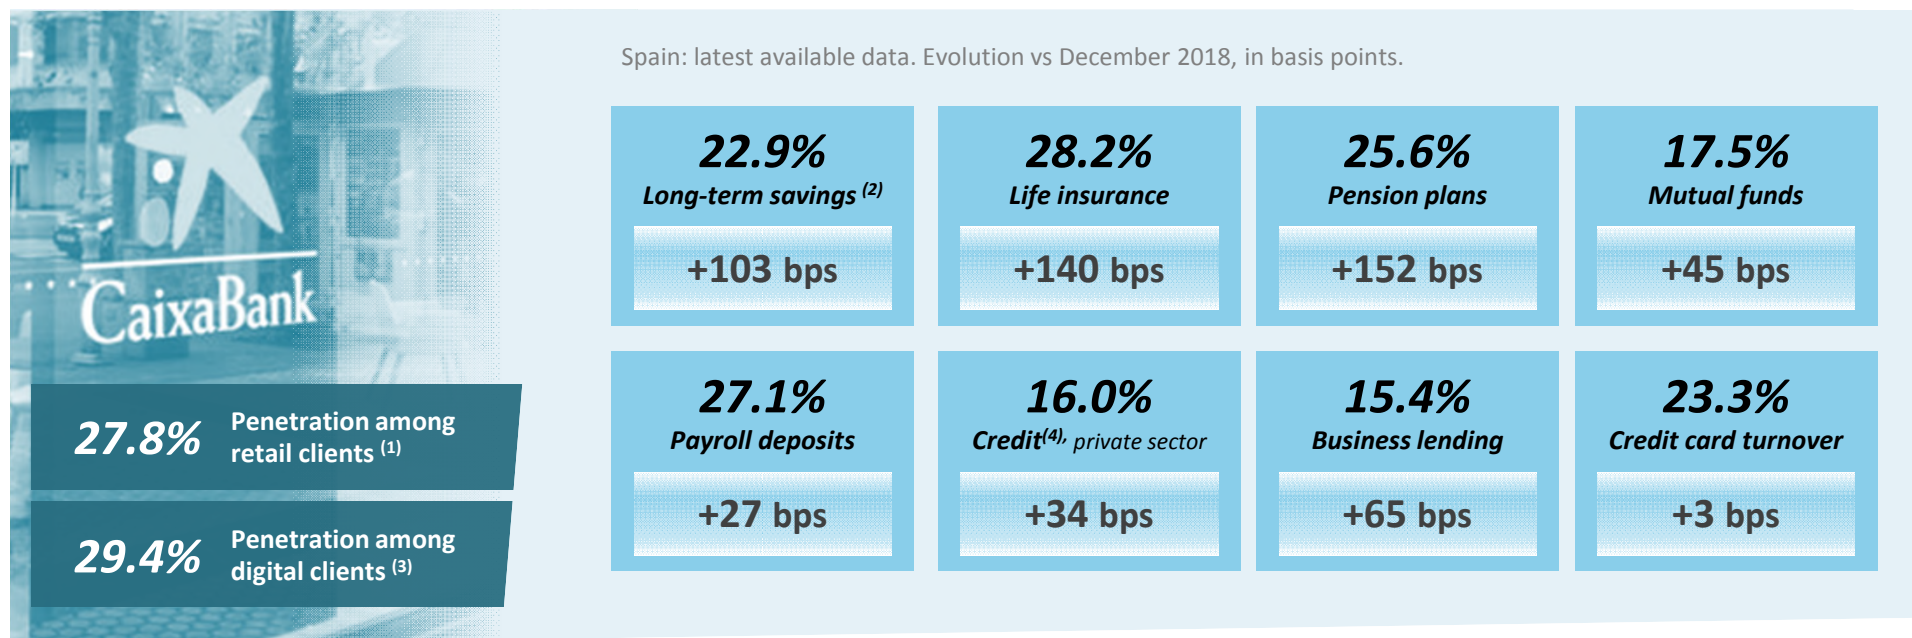 Spain: latest available data. Evolution vs December 2018, in basis points.
CaixaBank
27.8% Penetration among
retail clients (1)
29.4% Penetration among
digital clients (3)
22.9%
Long-term savings (2)
+103 bps
28.2%
Life insurance
+140 bps
25.6%
Pension plans
+152 bps
17.5%
Mutual funds
+45 bps
27.1%
Payroll deposits
+27 bps
16.0%
Credit(4), private sector
+34 bps
15.4%
Business lending
+65 bps
23.3%
Credit card turnover
+3 bps